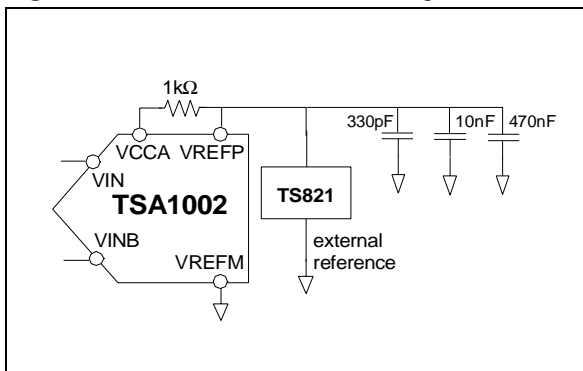 1kΩ
330pF 10nF 470nF
VCCA VREFP
VIN
TSA1002
TS821
VINB
external
reference
VREFM